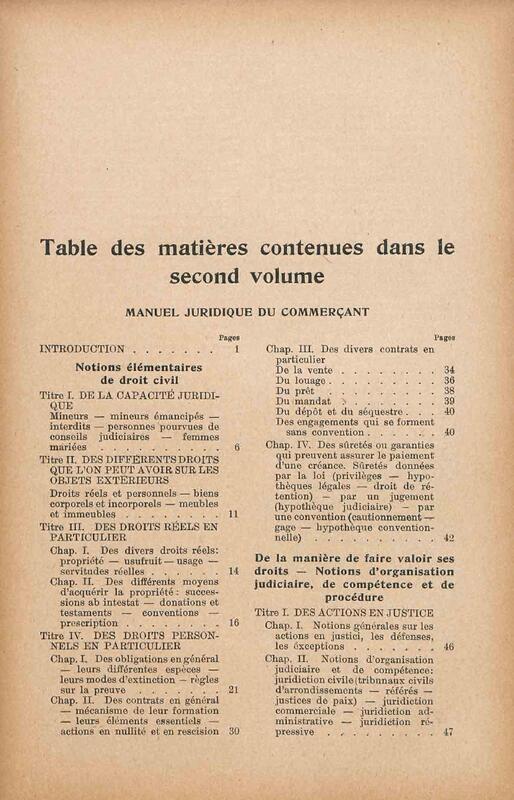 Table des matières contenues dans le
second volume
MANUEL JURIDIQUE DU COMMERÇANT
Pages
INTRODUCTION . . . . . . . 1
Notions élémentaires
de droit civil
Titre I. DE LA CAPACITÉ JURIDI-
QUE
Mineurs — mineurs émancipés —
interdits — personnes pourvues de
conseils judiciaires — femmes
mariées . . . . . . . . . 6
Titre II. DES DIFFÉRENTS DROITS
QUE L'ON PEUT AVOIR SUR LES
OBJETS EXTÉRIEURS
Droits réels et personnels — biens
corporels et incorporels — meubles
et immeubles . . . . . . . . 11
Titre III. DES DROITS RÉELS EN
PARTICULIER
Chap. I. Des divers droits réels:
propriété — usufruit — usage —
servitudes réelles . . . . . . 14
Chap. II. Des différents moyens
d'acquérir la propriété: succes-
sions ab intestat — donations et
testaments — conventions —
prescription . . . . . . . . 16
Titre IV. DES DROITS PERSON-
NELS EN PARTICULIER
Chap. I. Des obligations en général
— leurs différentes espèces —
leurs modes d'extinction — règles
sur la preuve . . . . . . . 21
Chap. II. Des contrats en général
— mécanisme de leur formation
— leurs éléments essentiels —
actions en nullité et en rescision 30
Pages
Chap. III. Des divers contrats en
particulier
De la vente . . . . . . . . 34
Du louage . . . . . . . . . 36
Du prêt . . . . . . . . . 38
Du mandat . . . . . . . . 39
Du dépôt et du séquestre . . . 40
Des engagements qui se forment
sans convention . . . . . . 40
Chap. IV. Des sûretés ou garanties
qui preuvent assurer le paiement
d'une créance. Sûretés données
par la loi (privilèges — hypo-
thèques légales — droit de ré-
tention) — par un jugement
(hypothèque judiciaire) — par
une convention (cautionnement —
gage — hypothèque convention-
nelle) . . . . . . . . . . 42
De la manière de faire valoir ses
droits — Notions d'organisation
judiciaire, de compétence et de
procédure
Titre I. DES ACTIONS EN JUSTICE
Chap. I. Notions générales sur les
actions en justici, les défenses,
les éxceptions . . . . . . . 46
Chap. II. Notions d'organisation
judiciaire et de compétence:
juridiction civile (tribunaux civils
d'arrondissements — référés —
justices de paix) — juridiction
commerciale — juridiction ad-
ministrative — juridiction ré-
pressive . . . . . . . . . 47